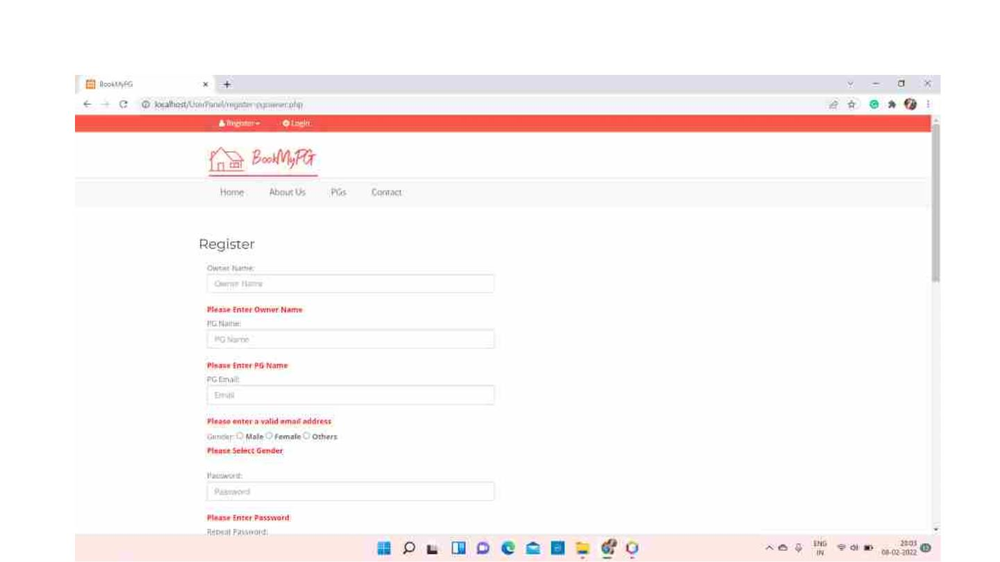 BookMyPG
localhost/UserPanel/register-pgowner.php
Register Login
BookMyPG
Home About Us PGs Contact
Register
Owner Name:
Owner Name
Please Enter Owner Name
PG Name:
PG Name
Please Enter PG Name
PG Email:
Email
Please enter a valid email address
Gender: Male Female Others
Please Select Gender
Password:
Password
Please Enter Password
Repeat Password:
ENG 20:03
IN 08-02-2022